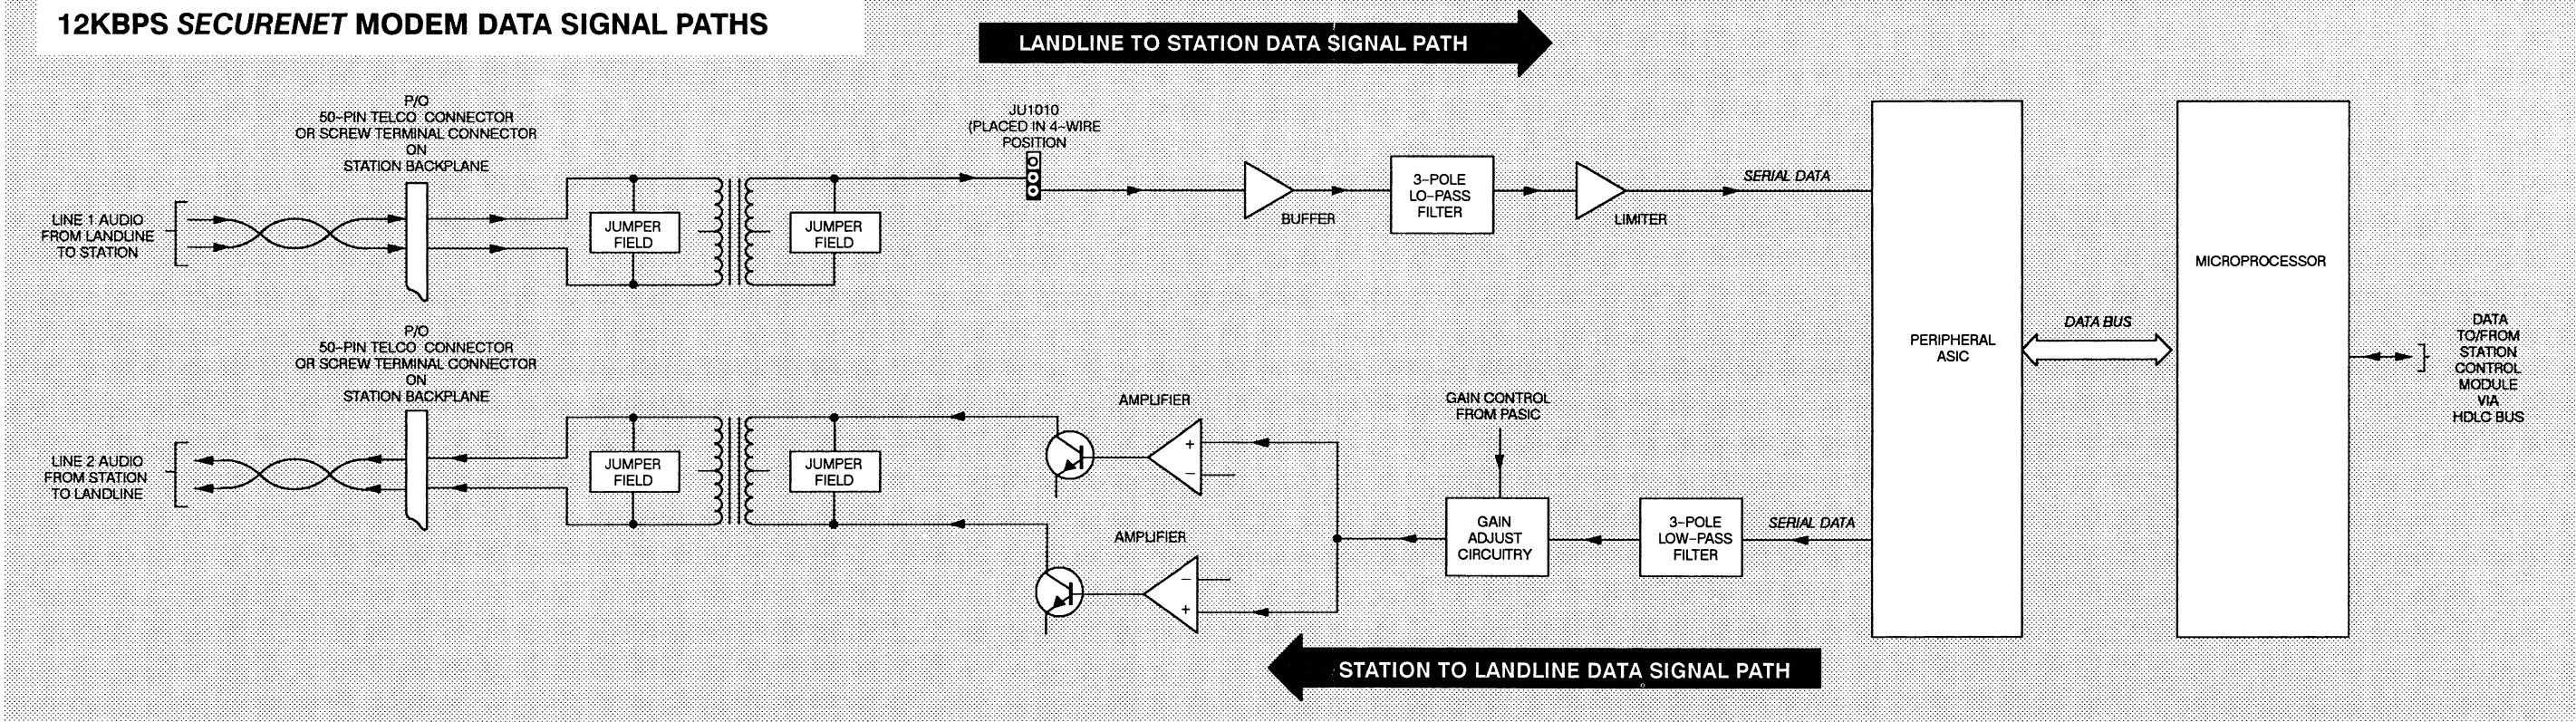 12KBPS SECURENET MODEM DATA SIGNAL PATHS
LANDLINE TO STATION DATA SIGNAL PATH
P/O
50-PIN TELCO CONNECTOR
OR SCREW TERMINAL CONNECTOR
ON
STATION BACKPLANE
LINE 1 AUDIO
FROM LANDLINE
TO STATION
JUMPER
FIELD
JUMPER
FIELD
JU1010
(PLACED IN 4-WIRE
POSITION
BUFFER
3-POLE
LO-PASS
FILTER
LIMITER
SERIAL DATA
PERIPHERAL
ASIC
DATA BUS
MICROPROCESSOR
DATA
TO/FROM
STATION
CONTROL
MODULE
VIA
HDLC BUS
P/O
50-PIN TELCO CONNECTOR
OR SCREW TERMINAL CONNECTOR
ON
STATION BACKPLANE
LINE 2 AUDIO
FROM STATION
TO LANDLINE
JUMPER
FIELD
JUMPER
FIELD
AMPLIFIER
+
−
AMPLIFIER
−
+
GAIN CONTROL
FROM PASIC
GAIN
ADJUST
CIRCUITRY
3-POLE
LOW-PASS
FILTER
SERIAL DATA
STATION TO LANDLINE DATA SIGNAL PATH